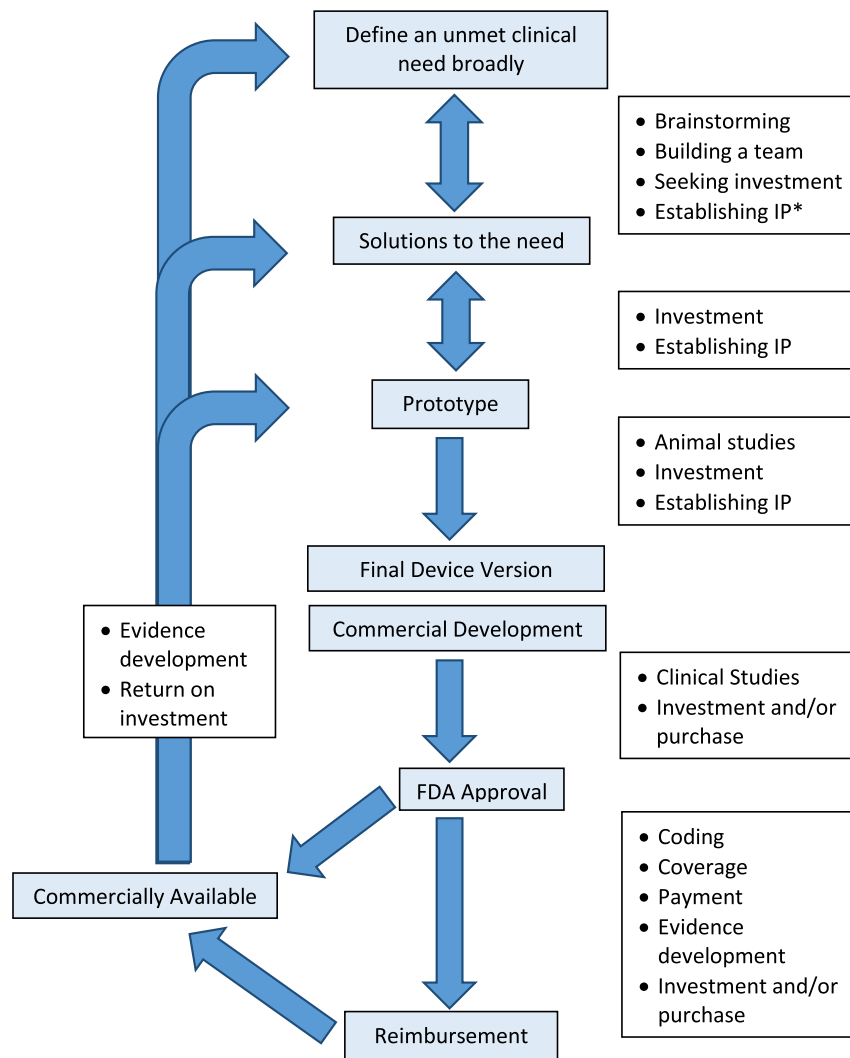 Define an unmet clinical
need broadly
• Brainstorming
• Building a team
• Seeking investment
• Establishing IP*
Solutions to the need
• Investment
• Establishing IP
Prototype
• Animal studies
• Investment
• Establishing IP
Final Device Version
Commercial Development
• Evidence
development
• Return on
investment
• Clinical Studies
• Investment and/or
purchase
FDA Approval
• Coding
• Coverage
• Payment
• Evidence
development
• Investment and/or
purchase
Commercially Available
Reimbursement